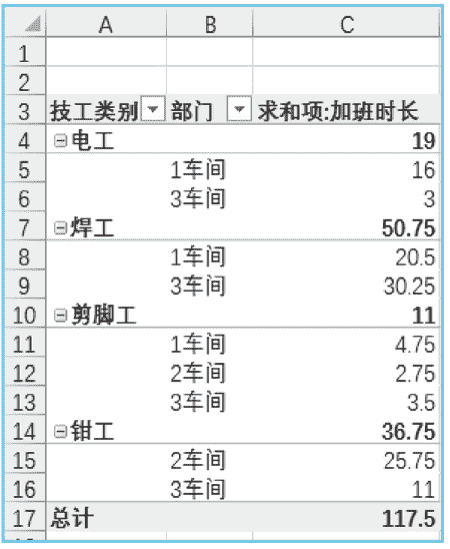 A B C
1
2
3 技工类别 部门 求和项:加班时长
4 电工 19
5 1车间 16
6 3车间 3
7 焊工 50.75
8 1车间 20.5
9 3车间 30.25
10 剪脚工 11
11 1车间 4.75
12 2车间 2.75
13 3车间 3.5
14 钳工 36.75
15 2车间 25.75
16 3车间 11
17 总计 117.5